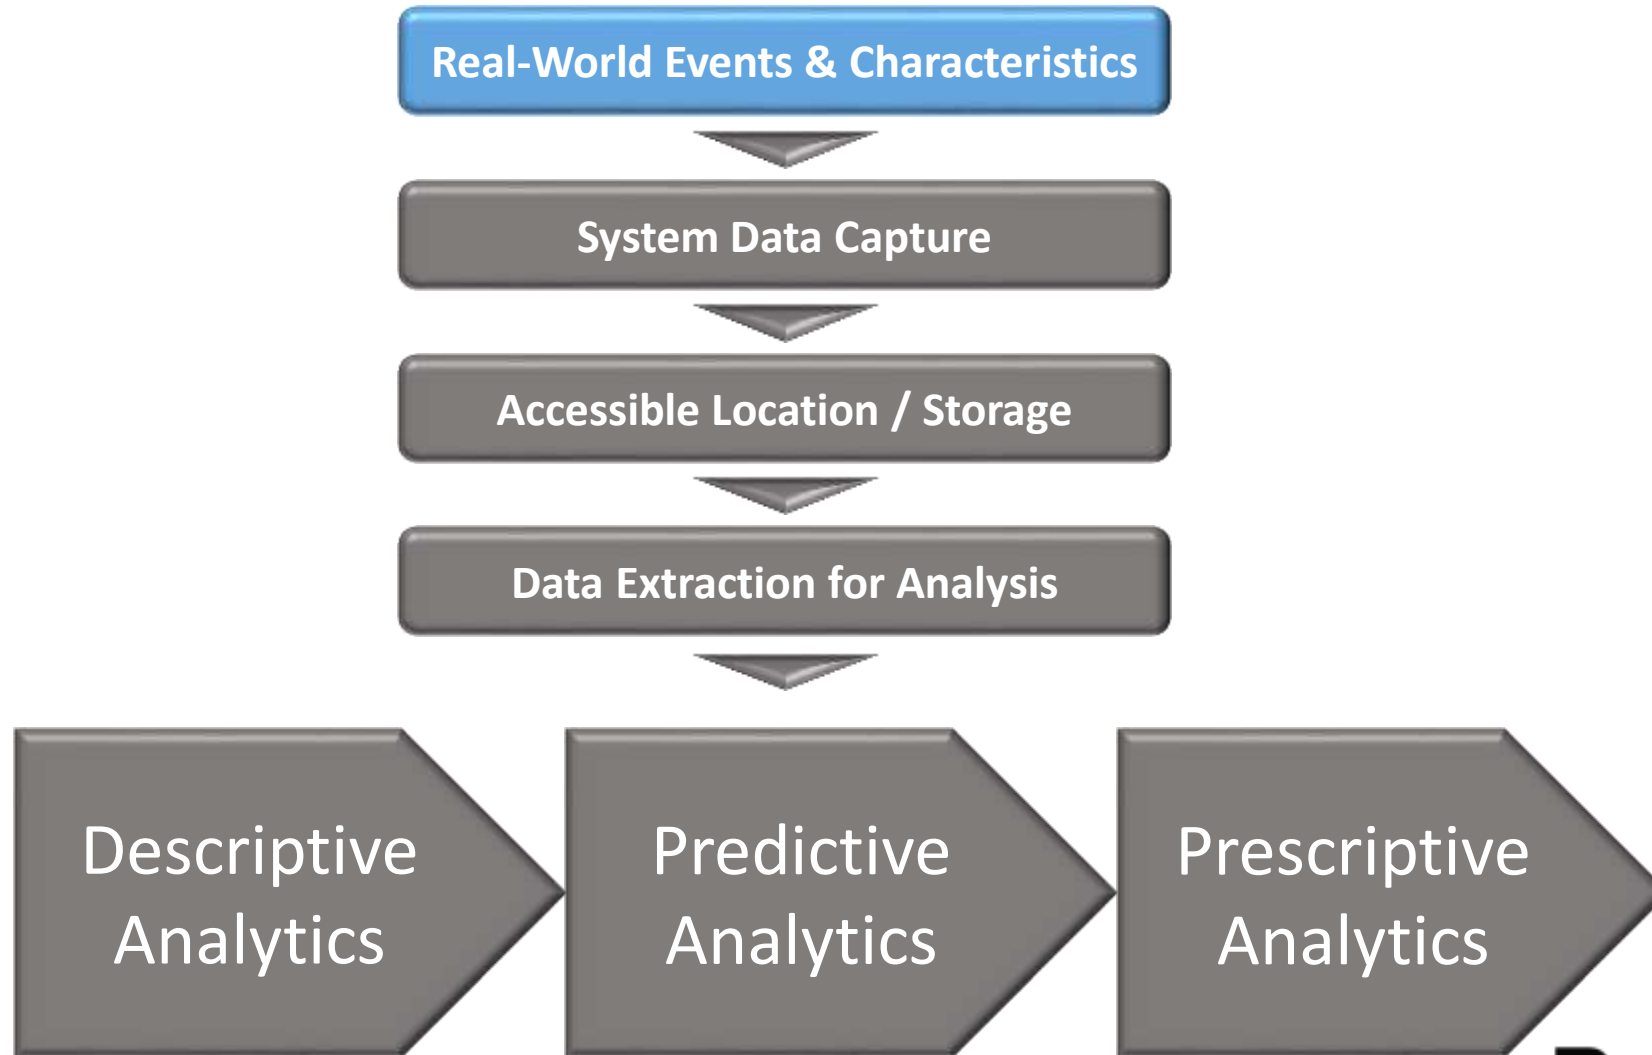 Real-World Events & Characteristics
System Data Capture
Accessible Location / Storage
Data Extraction for Analysis
Descriptive
Analytics
Predictive
Analytics
Prescriptive
Analytics